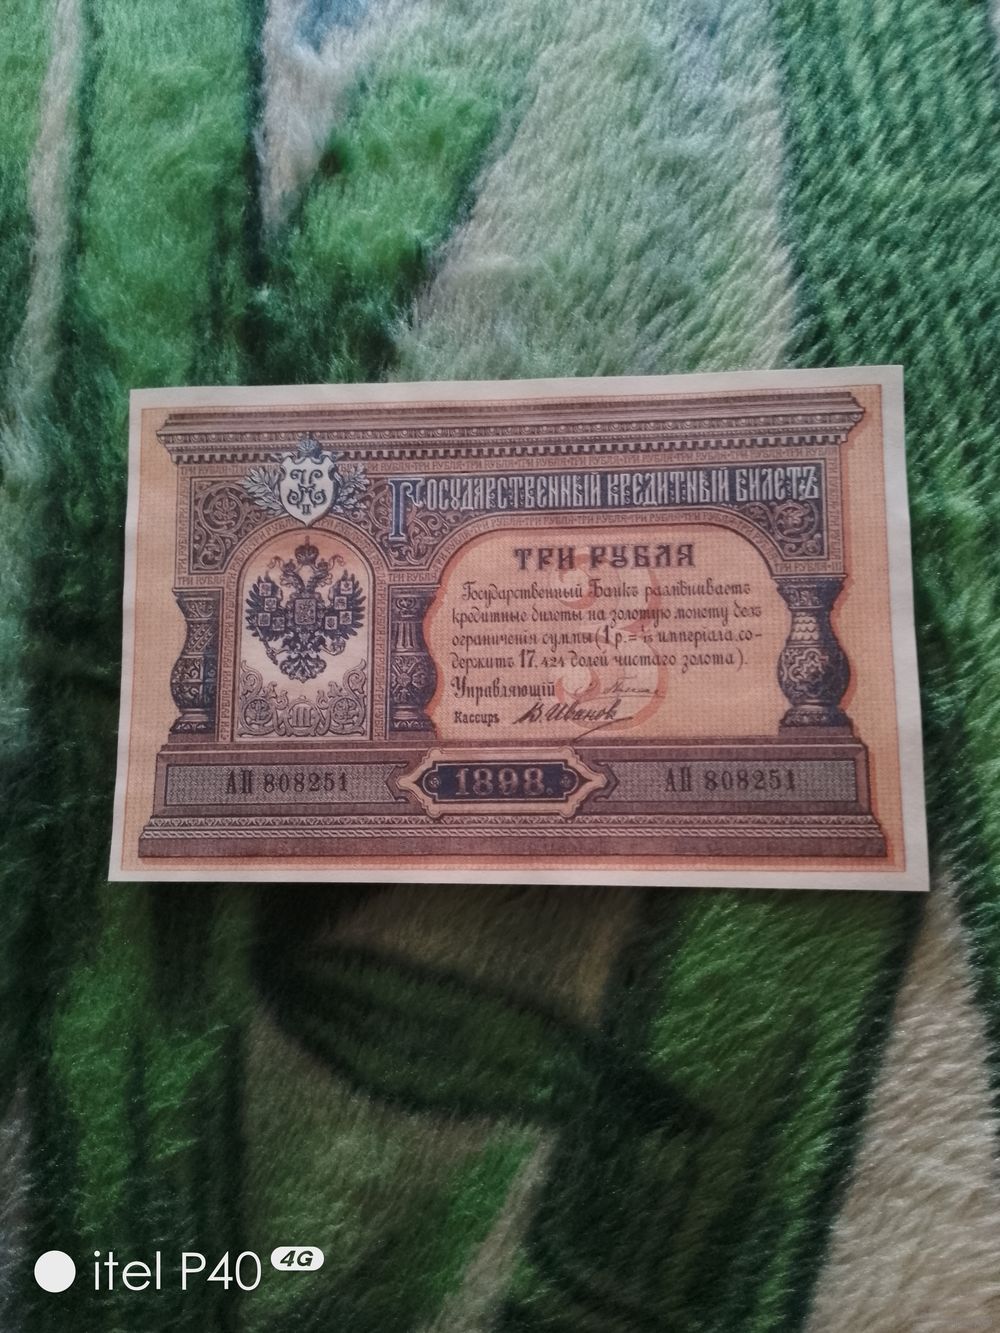 Государственный кредитный билетъ
ТРИ РУБЛЯ
Государственный Банкъ размѣниваетъ
кредитные билеты на золотую монету безъ
ограниченія суммы (1 р. = 1/15 имперіала, со-
держитъ 17,424 долей чистаго золота).
Управляющій
Кассиръ В. Иванов
АП 808251
1898.
АП 808251
itel P40 4G